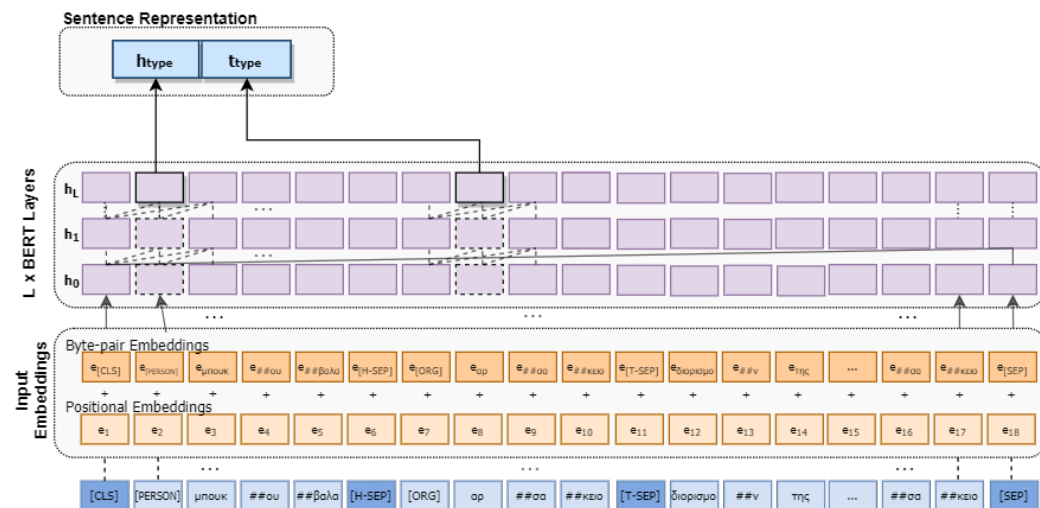 Sentence Representation
htype ttype
L x BERT Layers
hL
...
h1
...
h0
... ... ...
Input Embeddings
Byte-pair Embeddings
e[CLS] e[PERSON] eμπουκ e##ου e##βαλα e[H-SEP] e[ORG] eαρ e##σα e##κειο e[T-SEP] eδιορισμο e##ν eτης ... e##σα e##κειο e[SEP]
+ + + + + + + + + + + + + + + + + +
Positional Embeddings
e1 e2 e3 e4 e5 e6 e7 e8 e9 e10 e11 e12 e13 e14 e15 e16 e17 e18
... ... ...
[CLS] [PERSON] μπουκ ##ου ##βαλα [H-SEP] [ORG] αρ ##σα ##κειο [T-SEP] διορισμο ##ν της ... ##σα ##κειο [SEP]